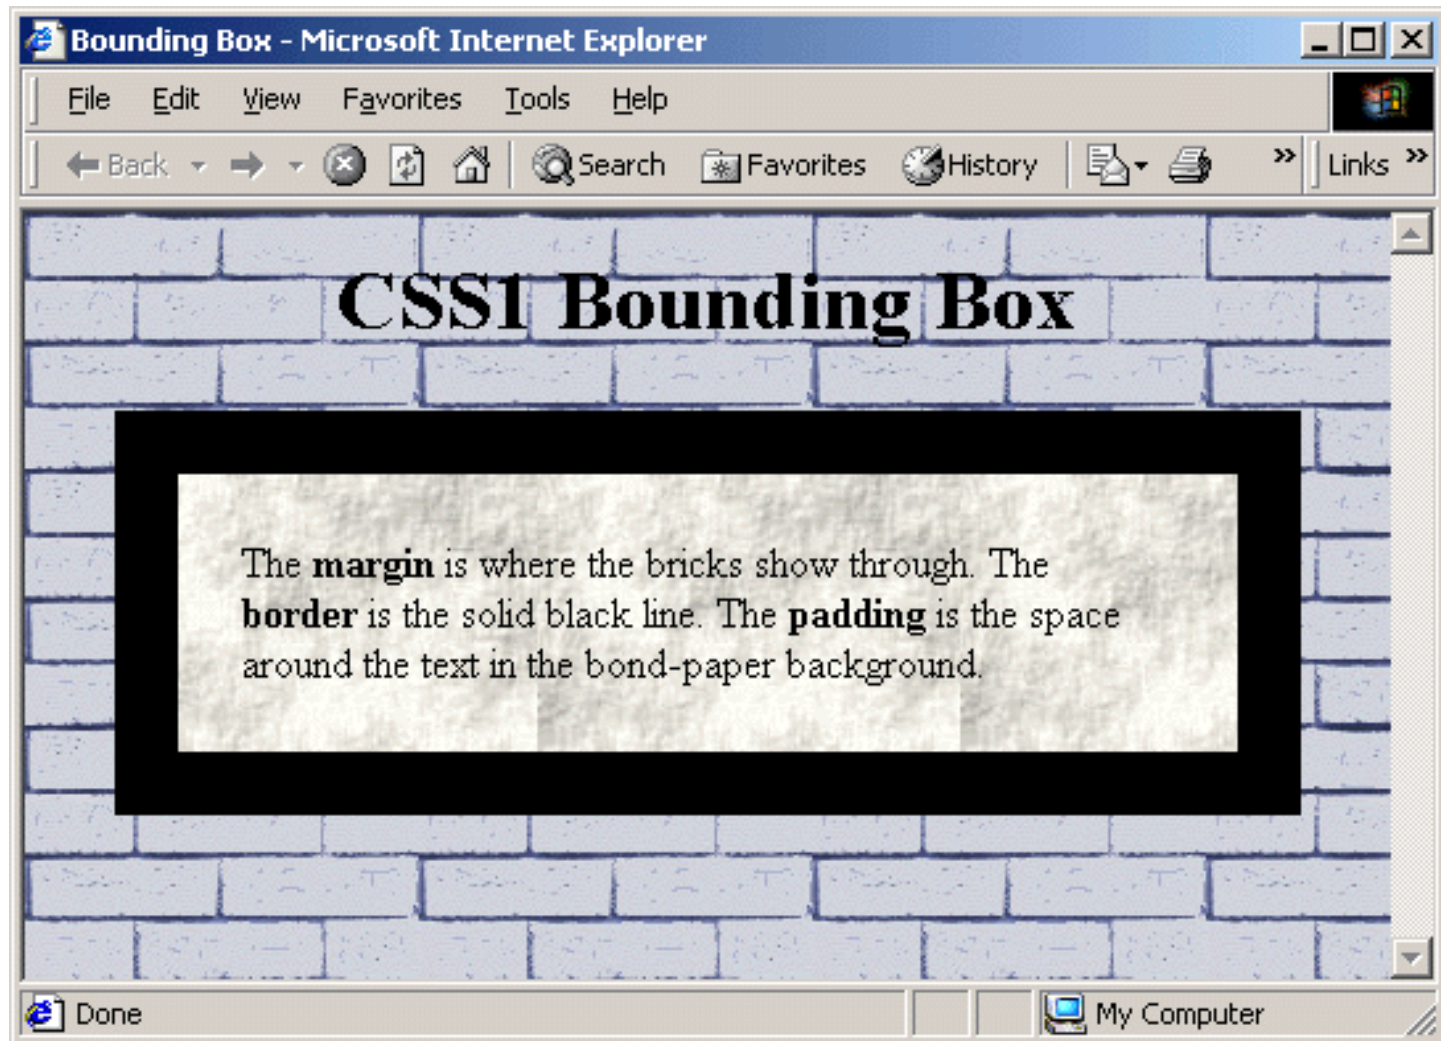 Bounding Box - Microsoft Internet Explorer
File Edit View Favorites Tools Help
Back Search Favorites History Links
CSS1 Bounding Box
The margin is where the bricks show through. The
border is the solid black line. The padding is the space
around the text in the bond-paper background.
Done My Computer